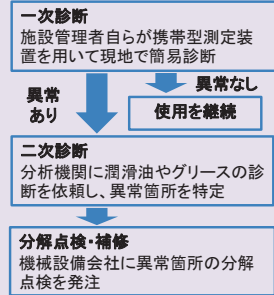 一次診断
施設管理者自らが携帯型測定装
置を用いて現地で簡易診断
異常
あり
異常なし
使用を継続
二次診断
分析機関に潤滑油やグリースの診
断を依頼し、異常箇所を特定
分解点検・補修
機械設備会社に異常箇所の分解
点検を発注